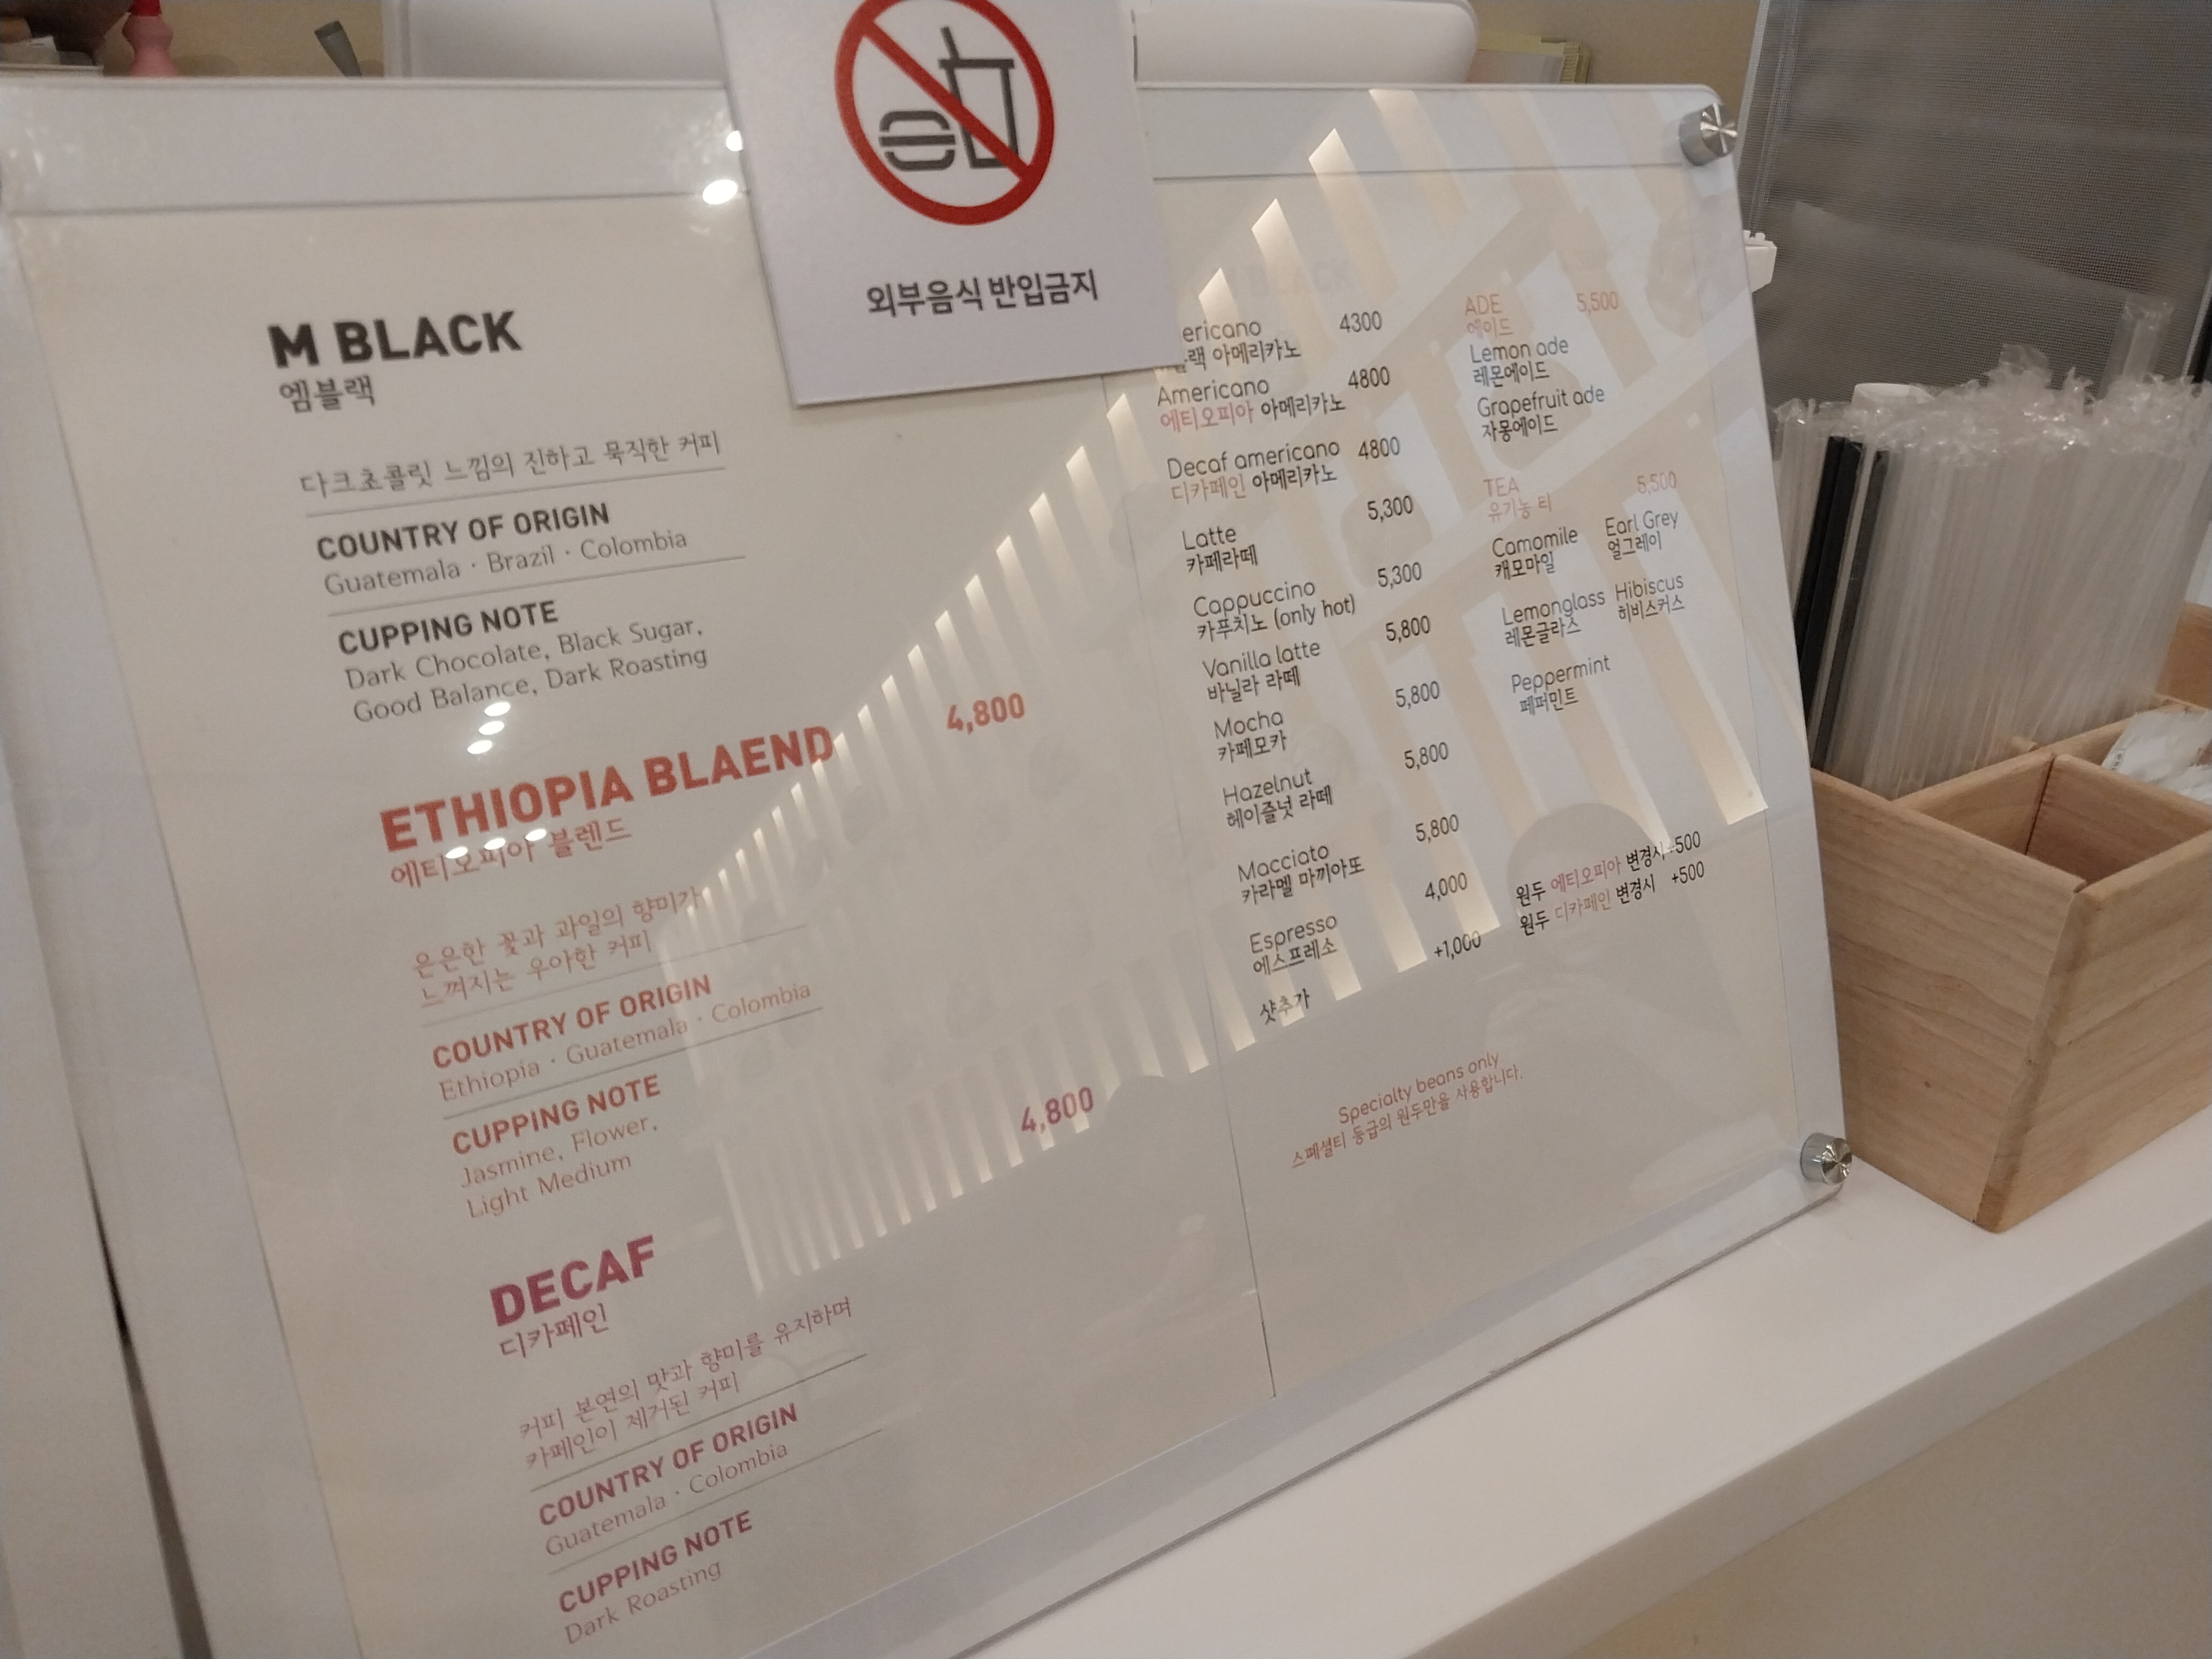 외부음식 반입금지
M BLACK
엠블랙
다크초콜릿 느낌의 진하고 묵직한 커피
COUNTRY OF ORIGIN
Guatemala · Brazil · Colombia
CUPPING NOTE
Dark Chocolate, Black Sugar,
Good Balance, Dark Roasting
ETHIOPIA BLAEND 4,800
에티오피아 블렌드
은은한 꽃과 과일의 향미가
느껴지는 우아한 커피
COUNTRY OF ORIGIN
Ethiopia · Guatemala · Colombia
CUPPING NOTE
Jasmine, Flower,
Light Medium
DECAF 4,800
디카페인
커피 본연의 맛과 향미를 유지하며
카페인이 제거된 커피
COUNTRY OF ORIGIN
Guatemala · Colombia
CUPPING NOTE
Dark Roasting
ericano 4300
랙 아메리카노
Americano 4800
에티오피아 아메리카노
Decaf americano 4800
디카페인 아메리카노
Latte 5,300
카페라떼
Cappuccino 5,300
카푸치노 (only hot)
Vanilla latte 5,800
바닐라 라떼
Mocha 5,800
카페모카
Hazelnut 5,800
헤이즐넛 라떼
Macciato 5,800
카라멜 마끼아또
Espresso 4,000
에스프레소
샷추가 +1,000
ADE 5,500
에이드
Lemon ade
레몬에이드
Grapefruit ade
자몽에이드
TEA 5,500
유기농 티
Camomile Earl Grey
캐모마일 얼그레이
Lemonglass Hibiscus
레몬글라스 히비스커스
Peppermint
페퍼민트
원두 에티오피아 변경시 +500
원두 디카페인 변경시 +500
Specialty beans only
스페셜티 등급의 원두만을 사용합니다.